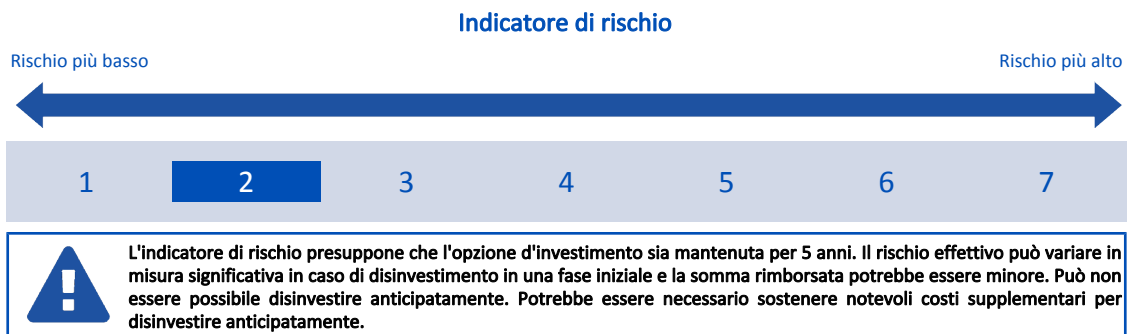 Indicatore di rischio
Rischio più basso
Rischio più alto
1 2 3 4 5 6 7
L'indicatore di rischio presuppone che l'opzione d'investimento sia mantenuta per 5 anni. Il rischio effettivo può variare in
misura significativa in caso di disinvestimento in una fase iniziale e la somma rimborsata potrebbe essere minore. Può non
essere possibile disinvestire anticipatamente. Potrebbe essere necessario sostenere notevoli costi supplementari per
disinvestire anticipatamente.